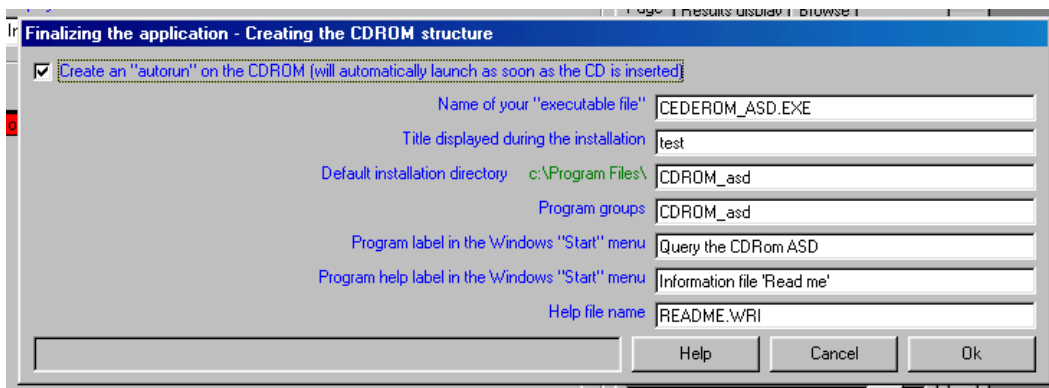 Page | Results display | Browse |
Finalizing the application - Creating the CDROM structure
Create an "autorun" on the CDROM (will automatically launch as soon as the CD is inserted)
Name of your "executable file" CEDEROM_ASD.EXE
Title displayed during the installation test
Default installation directory c:\Program Files\ CDROM_asd
Program groups CDROM_asd
Program label in the Windows "Start" menu Query the CDRom ASD
Program help label in the Windows "Start" menu Information file 'Read me'
Help file name README.WRI
Help Cancel Ok